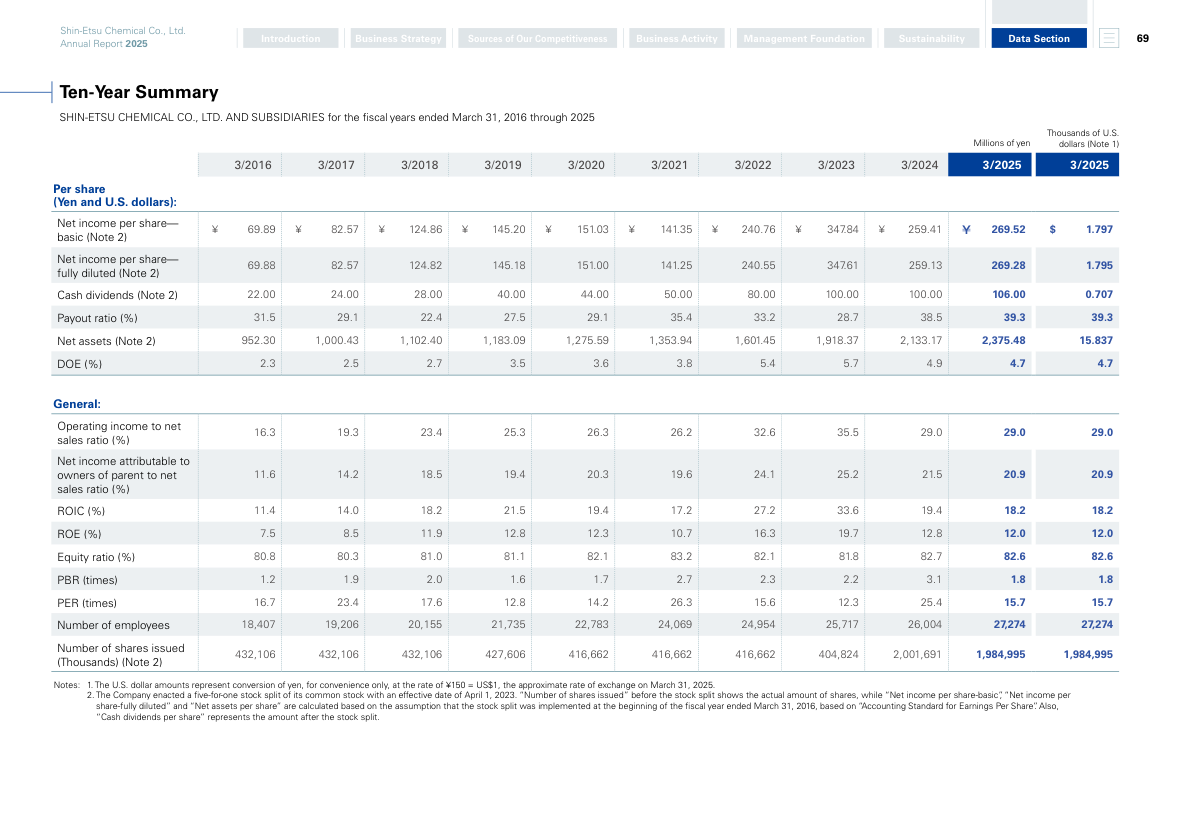 Shin-Etsu Chemical Co., Ltd.
Annual Report 2025
Introduction Business Strategy Sources of Our Competitiveness Business Activity Management Foundation Sustainability Data Section 69
Ten-Year Summary
SHIN-ETSU CHEMICAL CO., LTD. AND SUBSIDIARIES for the fiscal years ended March 31, 2016 through 2025
Millions of yen
Thousands of U.S.
dollars (Note 1)
3/2016 3/2017 3/2018 3/2019 3/2020 3/2021 3/2022 3/2023 3/2024 3/2025 3/2025
Per share
(Yen and U.S. dollars):
Net income per share—
basic (Note 2)
¥ 69.89 ¥ 82.57 ¥ 124.86 ¥ 145.20 ¥ 151.03 ¥ 141.35 ¥ 240.76 ¥ 347.84 ¥ 259.41 ¥ 269.52 $ 1.797
Net income per share—
fully diluted (Note 2)
69.88 82.57 124.82 145.18 151.00 141.25 240.55 347.61 259.13 269.28 1.795
Cash dividends (Note 2) 22.00 24.00 28.00 40.00 44.00 50.00 80.00 100.00 100.00 106.00 0.707
Payout ratio (%) 31.5 29.1 22.4 27.5 29.1 35.4 33.2 28.7 38.5 39.3 39.3
Net assets (Note 2) 952.30 1,000.43 1,102.40 1,183.09 1,275.59 1,353.94 1,601.45 1,918.37 2,133.17 2,375.48 15.837
DOE (%) 2.3 2.5 2.7 3.5 3.6 3.8 5.4 5.7 4.9 4.7 4.7
General:
Operating income to net
sales ratio (%)
16.3 19.3 23.4 25.3 26.3 26.2 32.6 35.5 29.0 29.0 29.0
Net income attributable to
owners of parent to net
sales ratio (%)
11.6 14.2 18.5 19.4 20.3 19.6 24.1 25.2 21.5 20.9 20.9
ROIC (%) 11.4 14.0 18.2 21.5 19.4 17.2 27.2 33.6 19.4 18.2 18.2
ROE (%) 7.5 8.5 11.9 12.8 12.3 10.7 16.3 19.7 12.8 12.0 12.0
Equity ratio (%) 80.8 80.3 81.0 81.1 82.1 83.2 82.1 81.8 82.7 82.6 82.6
PBR (times) 1.2 1.9 2.0 1.6 1.7 2.7 2.3 2.2 3.1 1.8 1.8
PER (times) 16.7 23.4 17.6 12.8 14.2 26.3 15.6 12.3 25.4 15.7 15.7
Number of employees 18,407 19,206 20,155 21,735 22,783 24,069 24,954 25,717 26,004 27,274 27,274
Number of shares issued
(Thousands) (Note 2)
432,106 432,106 432,106 427,606 416,662 416,662 416,662 404,824 2,001,691 1,984,995 1,984,995
Notes: 1. The U.S. dollar amounts represent conversion of yen, for convenience only, at the rate of ¥150 = US$1, the approximate rate of exchange on March 31, 2025.
2. The Company enacted a five-for-one stock split of its common stock with an effective date of April 1, 2023. "Number of shares issued" before the stock split shows the actual amount of shares, while "Net income per share-basic", "Net income per
share-fully diluted" and "Net assets per share" are calculated based on the assumption that the stock split was implemented at the beginning of the fiscal year ended March 31, 2016, based on "Accounting Standard for Earnings Per Share". Also,
"Cash dividends per share" represents the amount after the stock split.